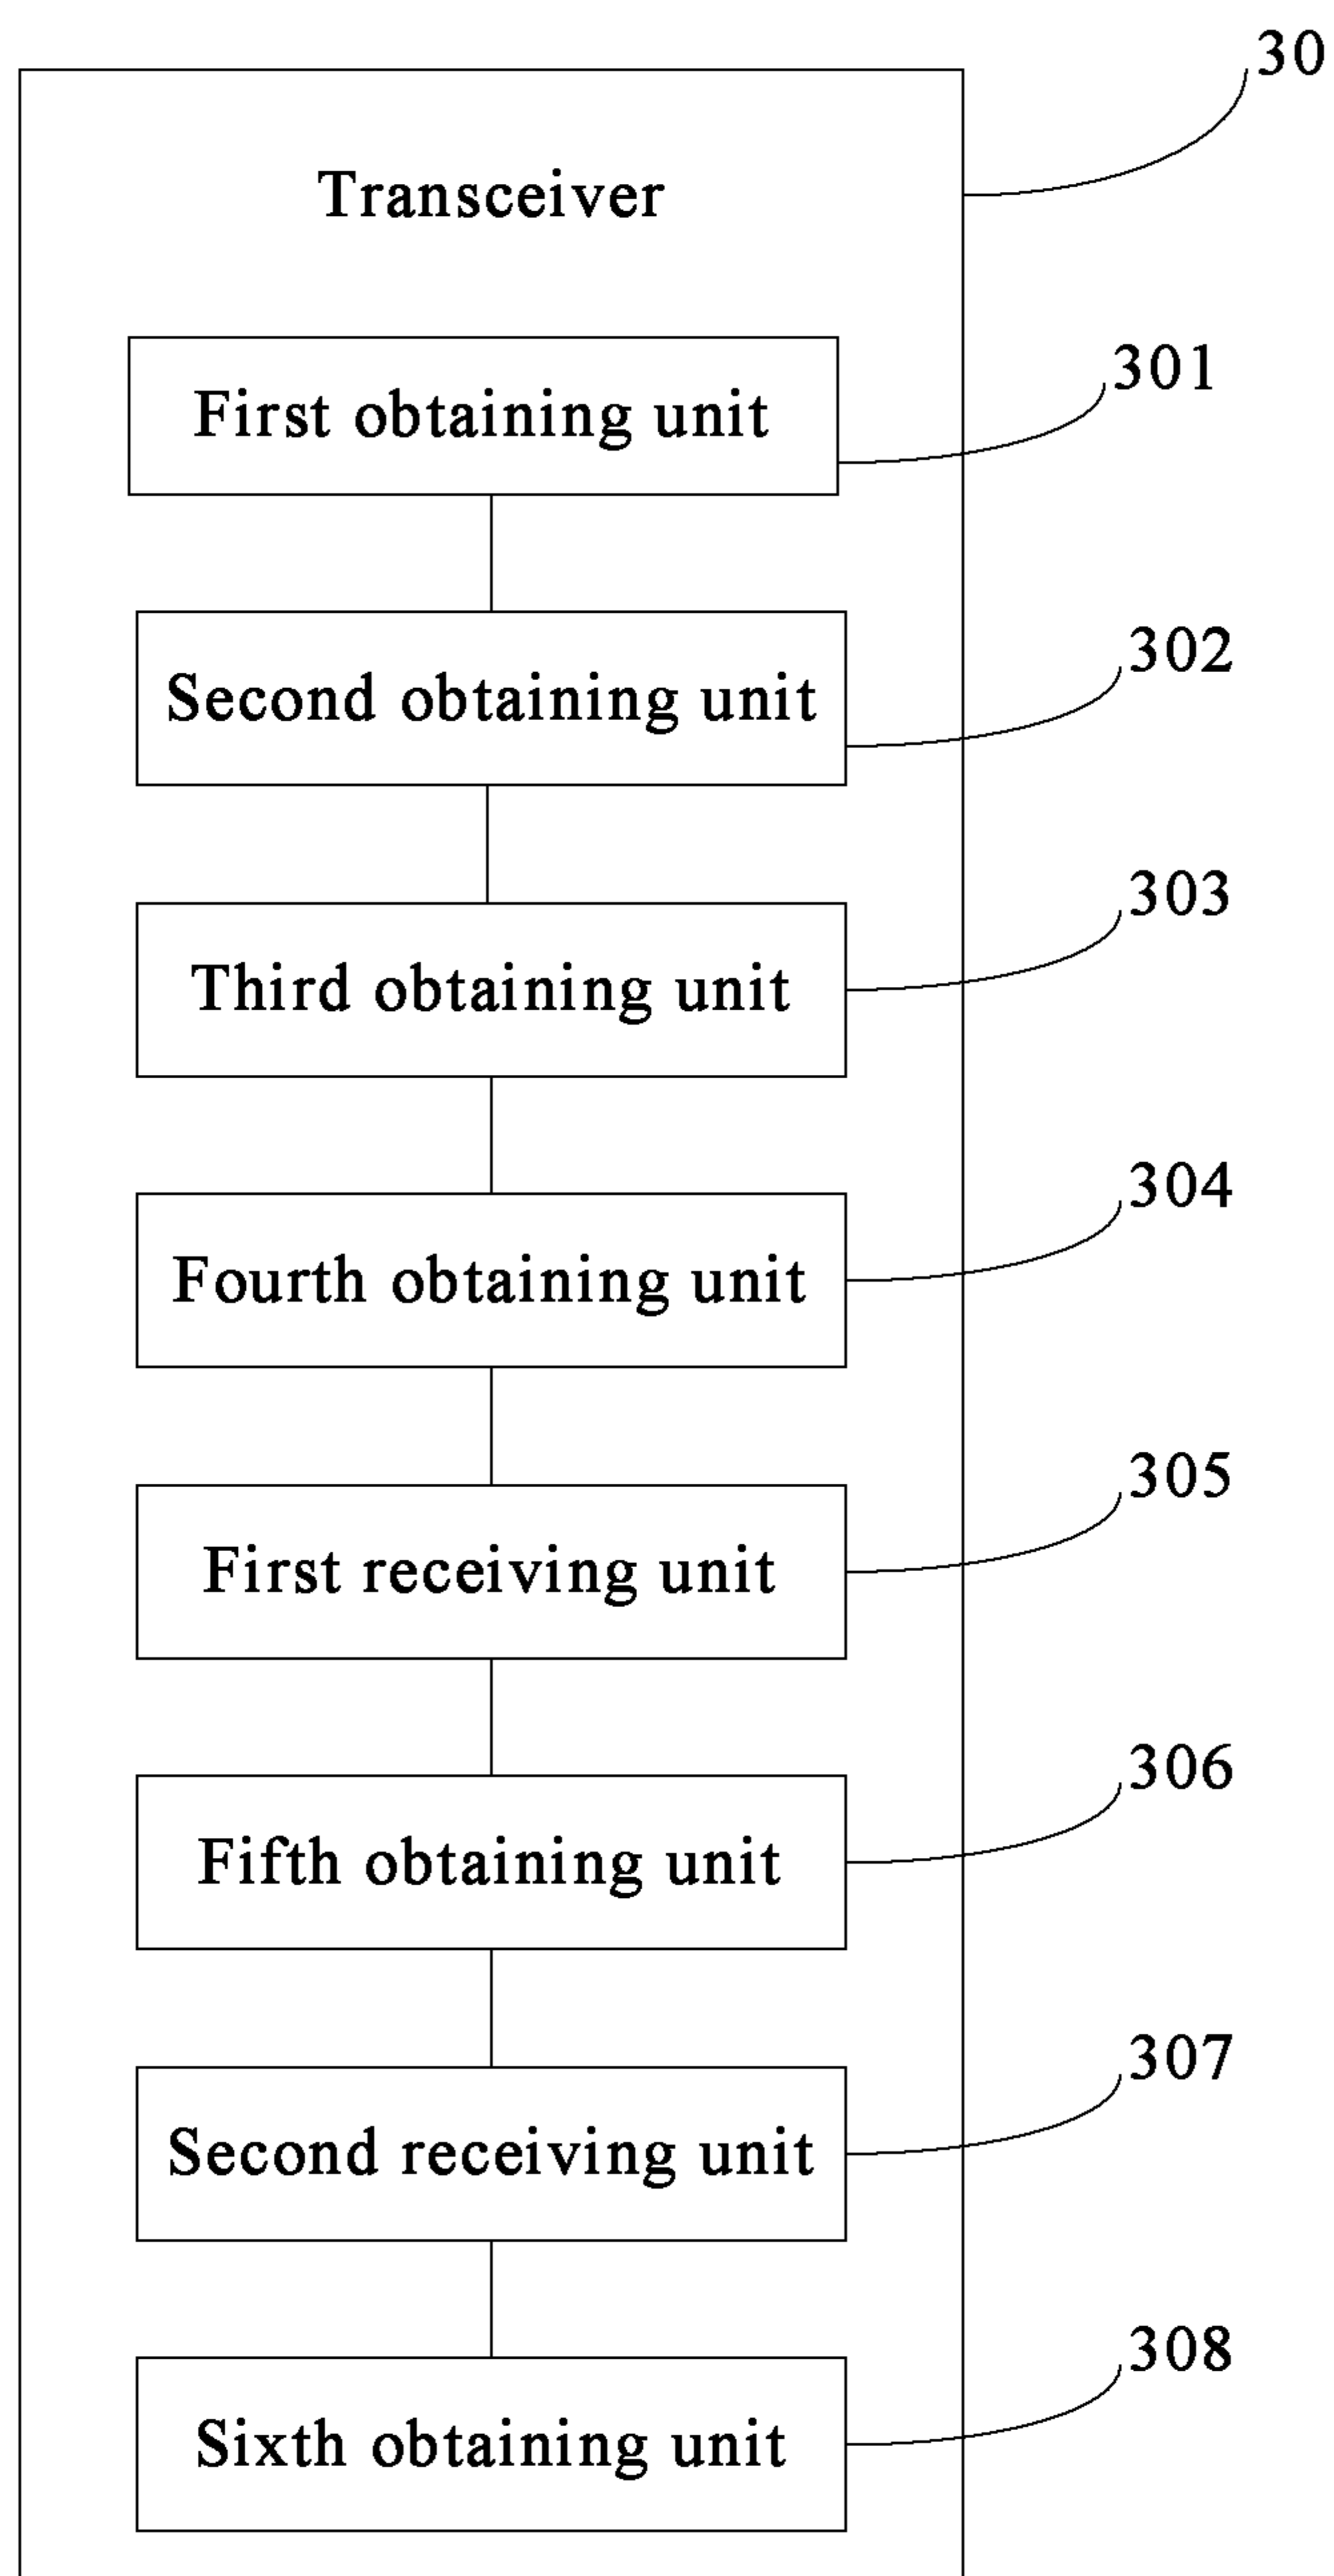 30
Transceiver
301
First obtaining unit
302
Second obtaining unit
303
Third obtaining unit
304
Fourth obtaining unit
305
First receiving unit
306
Fifth obtaining unit
307
Second receiving unit
308
Sixth obtaining unit